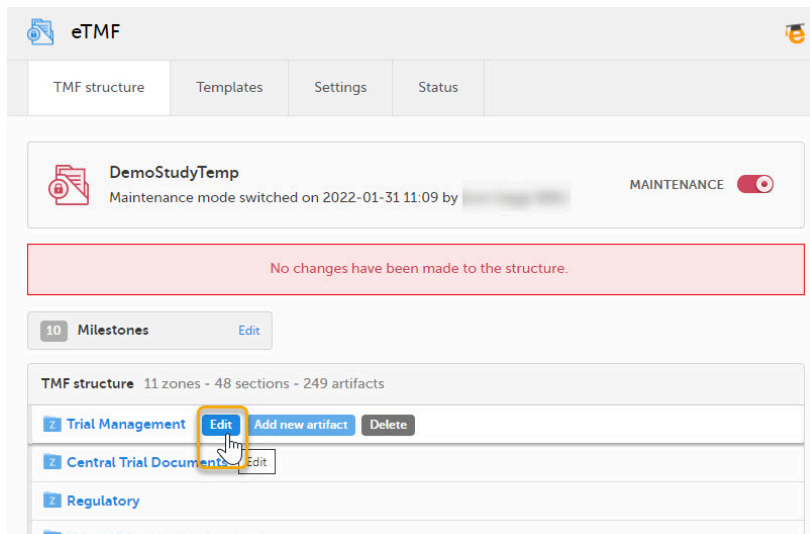 eTMF
TMF structure Templates Settings Status
DemoStudyTemp
Maintenance mode switched on 2022-01-31 11:09 by
MAINTENANCE
No changes have been made to the structure.
10 Milestones Edit
TMF structure 11 zones - 48 sections - 249 artifacts
Z Trial Management Edit Add new artifact Delete
Z Central Trial Documents Edit
Z Regulatory